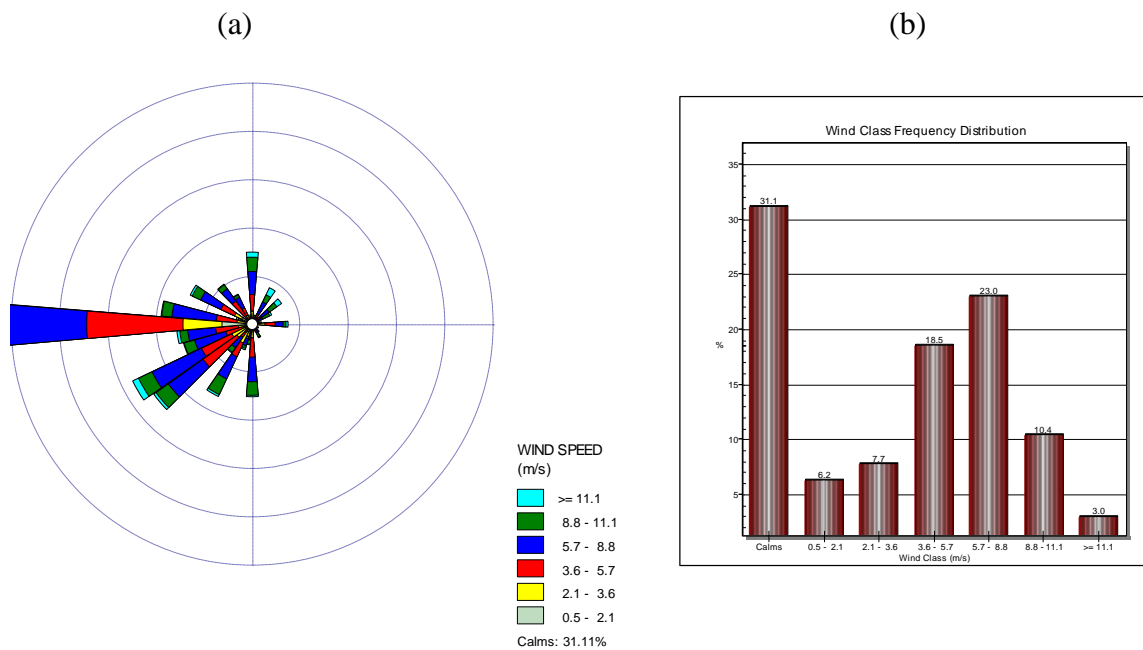 (a)
(b)
WIND SPEED
(m/s)
>= 11.1
8.8 - 11.1
5.7 - 8.8
3.6 - 5.7
2.1 - 3.6
0.5 - 2.1
Calms: 31.11%
Wind Class Frequency Distribution
35
30
25
20
%
15
10
5
31.1
6.2
7.7
18.5
23.0
10.4
3.0
Calms
0.5 - 2.1
2.1 - 3.6
3.6 - 5.7
5.7 - 8.8
8.8 - 11.1
>= 11.1
Wind Class (m/s)